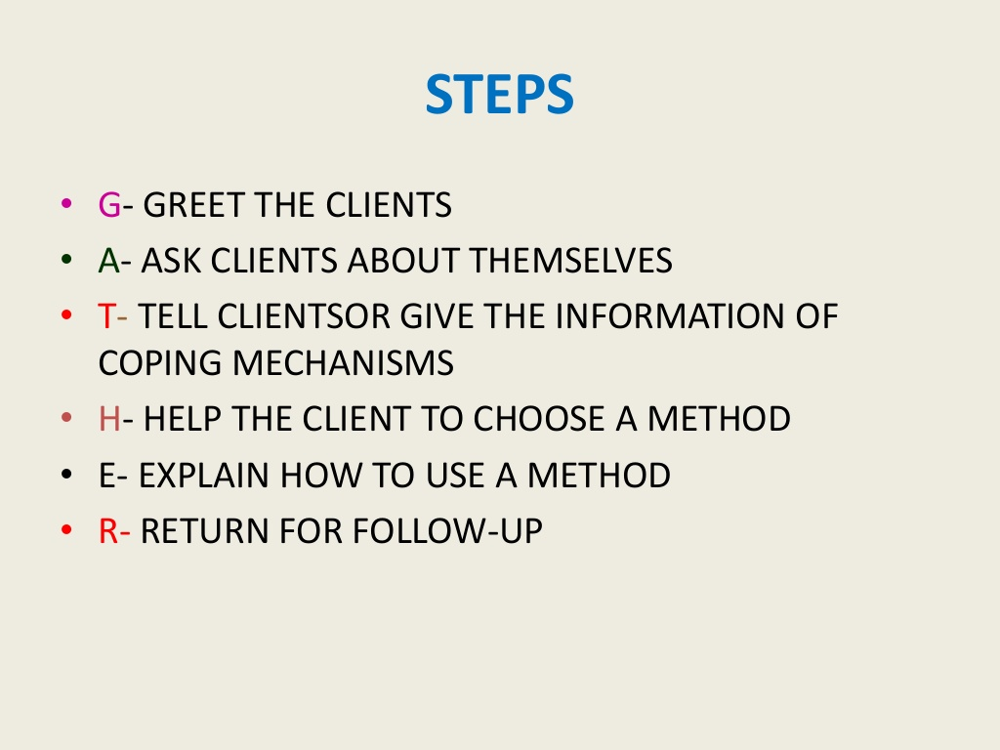 STEPS
• G- GREET THE CLIENTS
• A- ASK CLIENTS ABOUT THEMSELVES
• T- TELL CLIENTSOR GIVE THE INFORMATION OF
COPING MECHANISMS
• H- HELP THE CLIENT TO CHOOSE A METHOD
• E- EXPLAIN HOW TO USE A METHOD
• R- RETURN FOR FOLLOW-UP